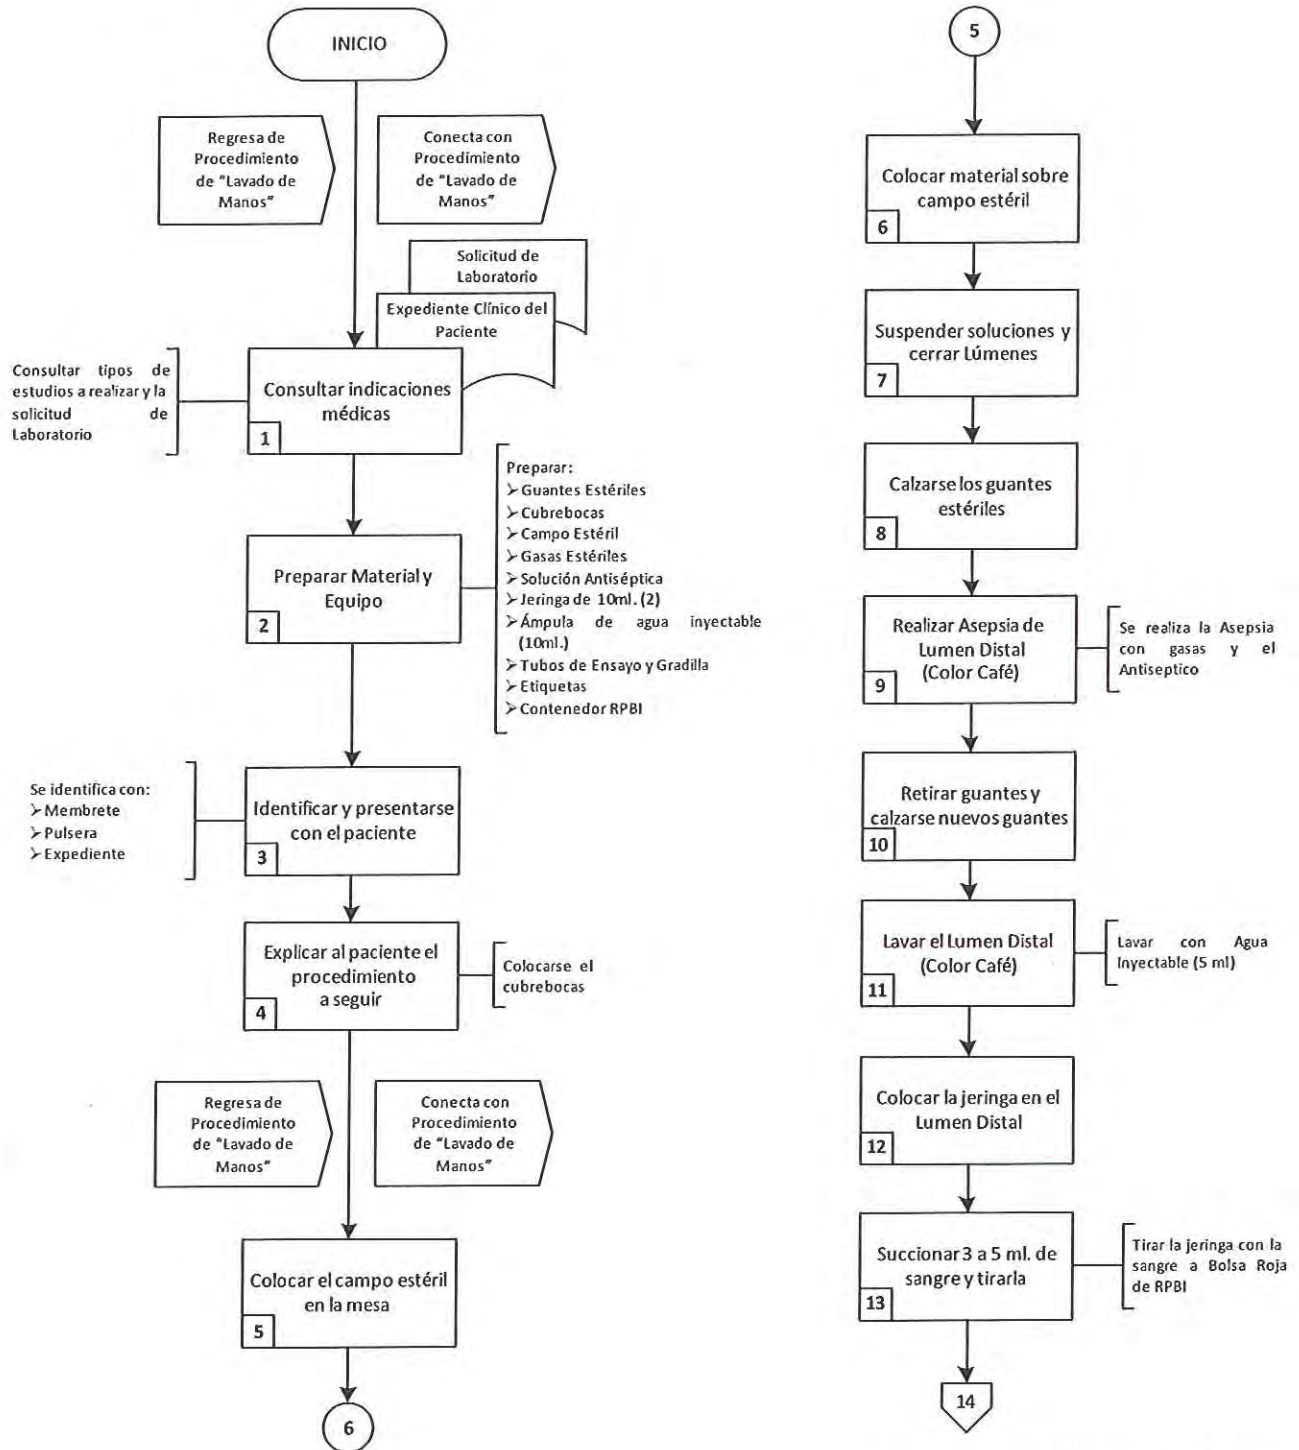 INICIO
Regresa de
Procedimiento
de "Lavado de
Manos"
Conecta con
Procedimiento
de "Lavado de
Manos"
Solicitud de
Laboratorio
Expediente Clínico del
Paciente
Consultar tipos de
estudios a realizar y la
solicitud de
Laboratorio
Consultar indicaciones
médicas
1
Preparar:
➢Guantes Estériles
➢Cubrebocas
➢Campo Estéril
➢Gasas Estériles
➢Solución Antiséptica
➢Jeringa de 10ml. (2)
➢Ámpula de agua inyectable
(10ml.)
➢Tubos de Ensayo y Gradilla
➢Etiquetas
➢Contenedor RPBI
Preparar Material y
Equipo
2
Se identifica con:
➢Membrete
➢Pulsera
➢Expediente
Identificar y presentarse
con el paciente
3
Explicar al paciente el
procedimiento
a seguir
4
Colocarse el
cubrebocas
Regresa de
Procedimiento
de "Lavado de
Manos"
Conecta con
Procedimiento
de "Lavado de
Manos"
Colocar el campo estéril
en la mesa
5
6
5
Colocar material sobre
campo estéril
6
Suspender soluciones y
cerrar Lúmenes
7
Calzarse los guantes
estériles
8
Realizar Asepsia de
Lumen Distal
(Color Café)
9
Se realiza la Asepsia
con gasas y el
Antiseptico
Retirar guantes y
calzarse nuevos guantes
10
Lavar el Lumen Distal
(Color Café)
11
Lavar con Agua
Inyectable (5 ml)
Colocar la jeringa en el
Lumen Distal
12
Succionar 3 a 5 ml. de
sangre y tirarla
13
Tirar la jeringa con la
sangre a Bolsa Roja
de RPBI
14